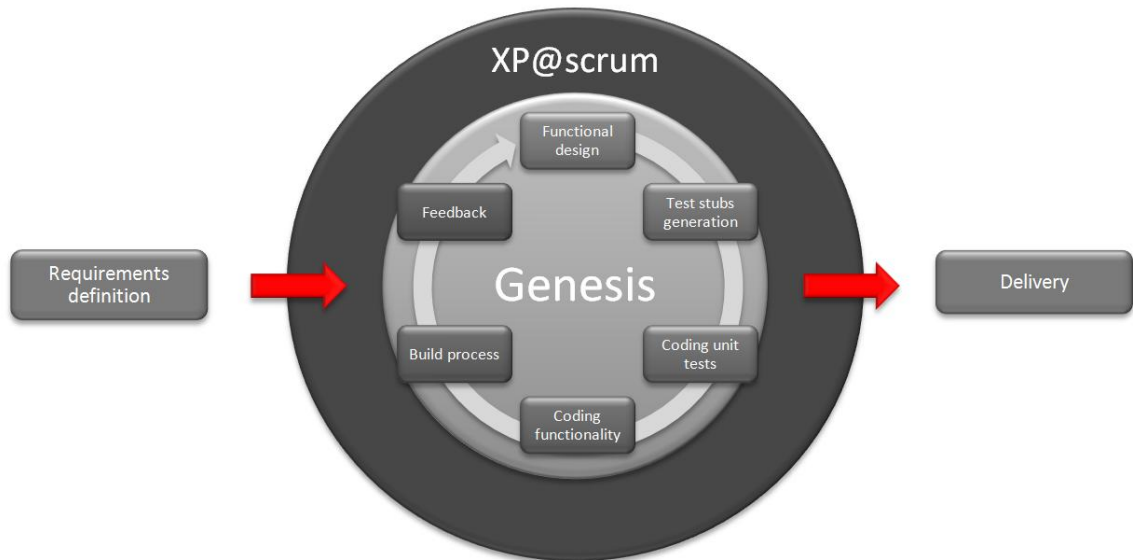 XP@scrum
Functional
design
Test stubs
generation
Coding unit
tests
Coding
functionality
Build process
Feedback
Genesis
Requirements
definition
Delivery